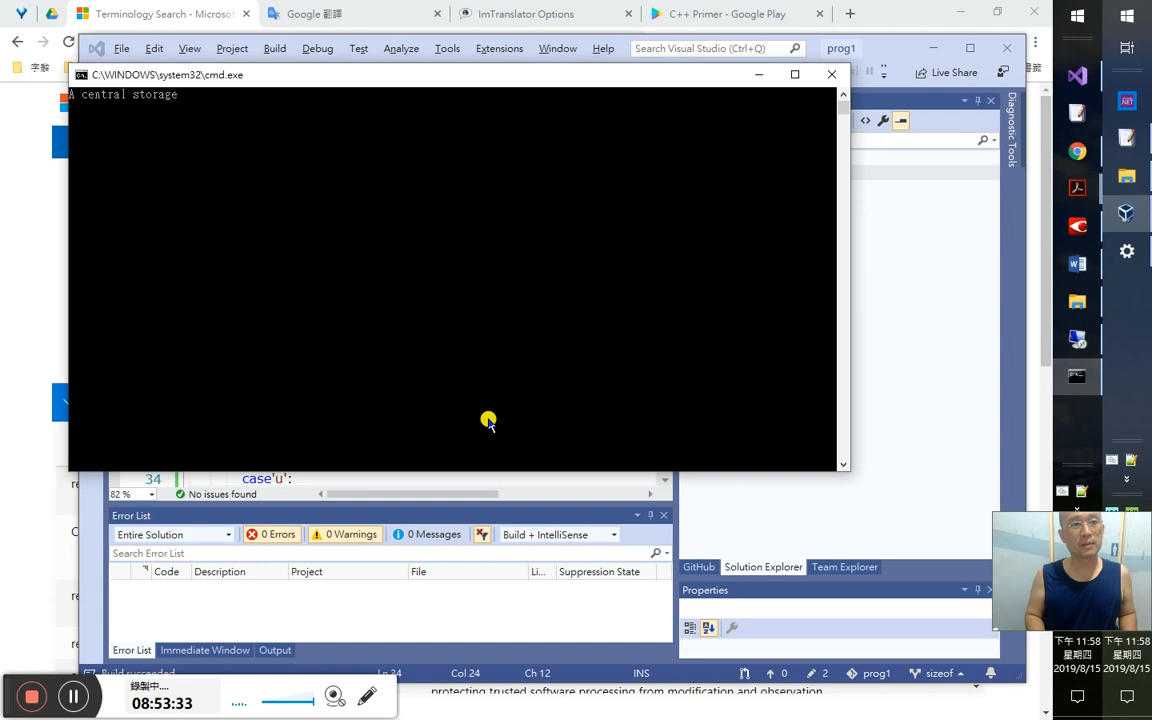 Terminology Search - Microsof
Google 翻譯
ImTranslator Options
C++ Primer - Google Play
字辭
File Edit View Project Build Debug Test Analyze Tools Extensions Window Help
Search Visual Studio (Ctrl+Q)
prog1
Live Share
C:\WINDOWS\system32\cmd.exe
A central storage
Diagnostic Tools
34 case'u':
82 %
No issues found
Error List
Entire Solution
0 Errors
0 Warnings
0 Messages
Build + IntelliSense
Search Error List
Code Description Project File Li... Suppression State
Error List Immediate Window Output
GitHub Solution Explorer Team Explorer
Properties
Col 24 Ch 12 INS
0 2 prog1 sizeof
錄製中....
08:53:33
protecting trusted software processing from modification and observation
下午 11:58 下午 11:58
星期四 星期四
2019/8/15 2019/8/15